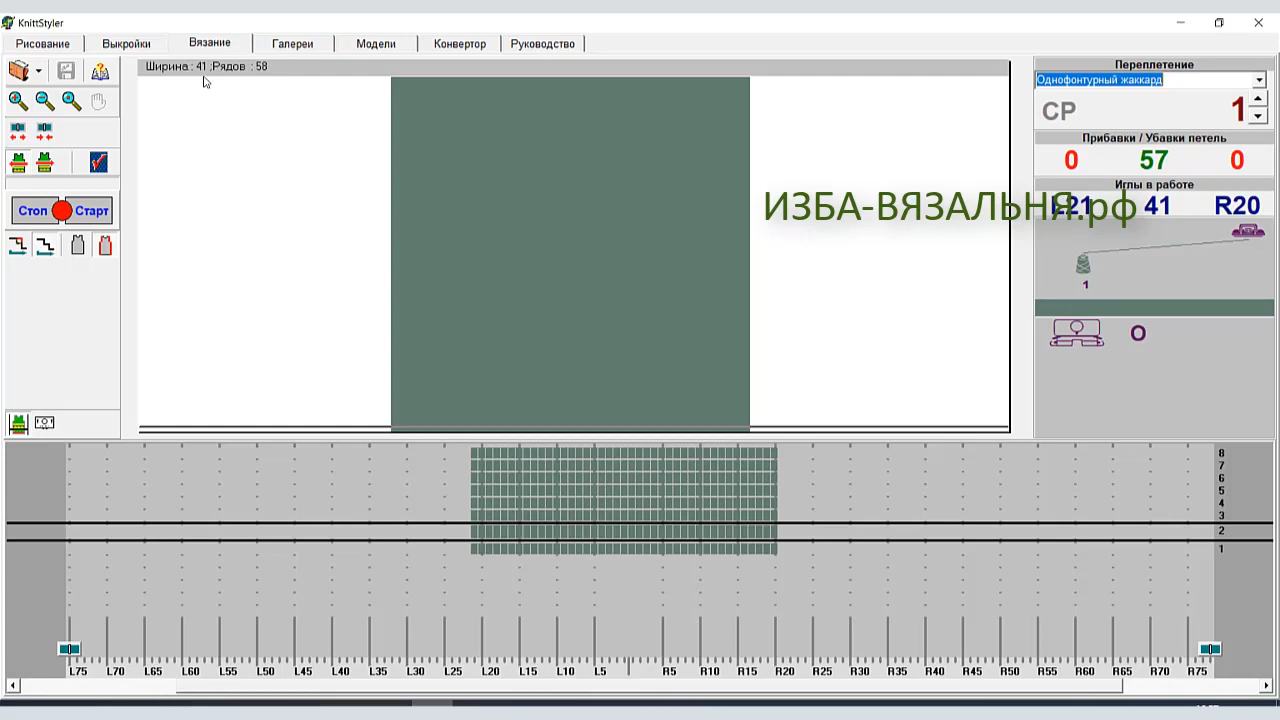 KnittStyler
Рисование Выкройки Вязание Галереи Модели Конвертор Руководство
Ширина : 41 ;Рядов : 58
Переплетение
Однофонтурный жаккард
СР 1
Прибавки / Убавки петель
0 57 0
Иглы в работе
L21 41 R20
ИЗБА-ВЯЗАЛЬНЯ.рф
Стоп Старт
1
О
8
7
6
5
4
3
2
1
L75 L70 L65 L60 L55 L50 L45 L40 L35 L30 L25 L20 L15 L10 L5 R5 R10 R15 R20 R25 R30 R35 R40 R45 R50 R55 R60 R65 R70 R75